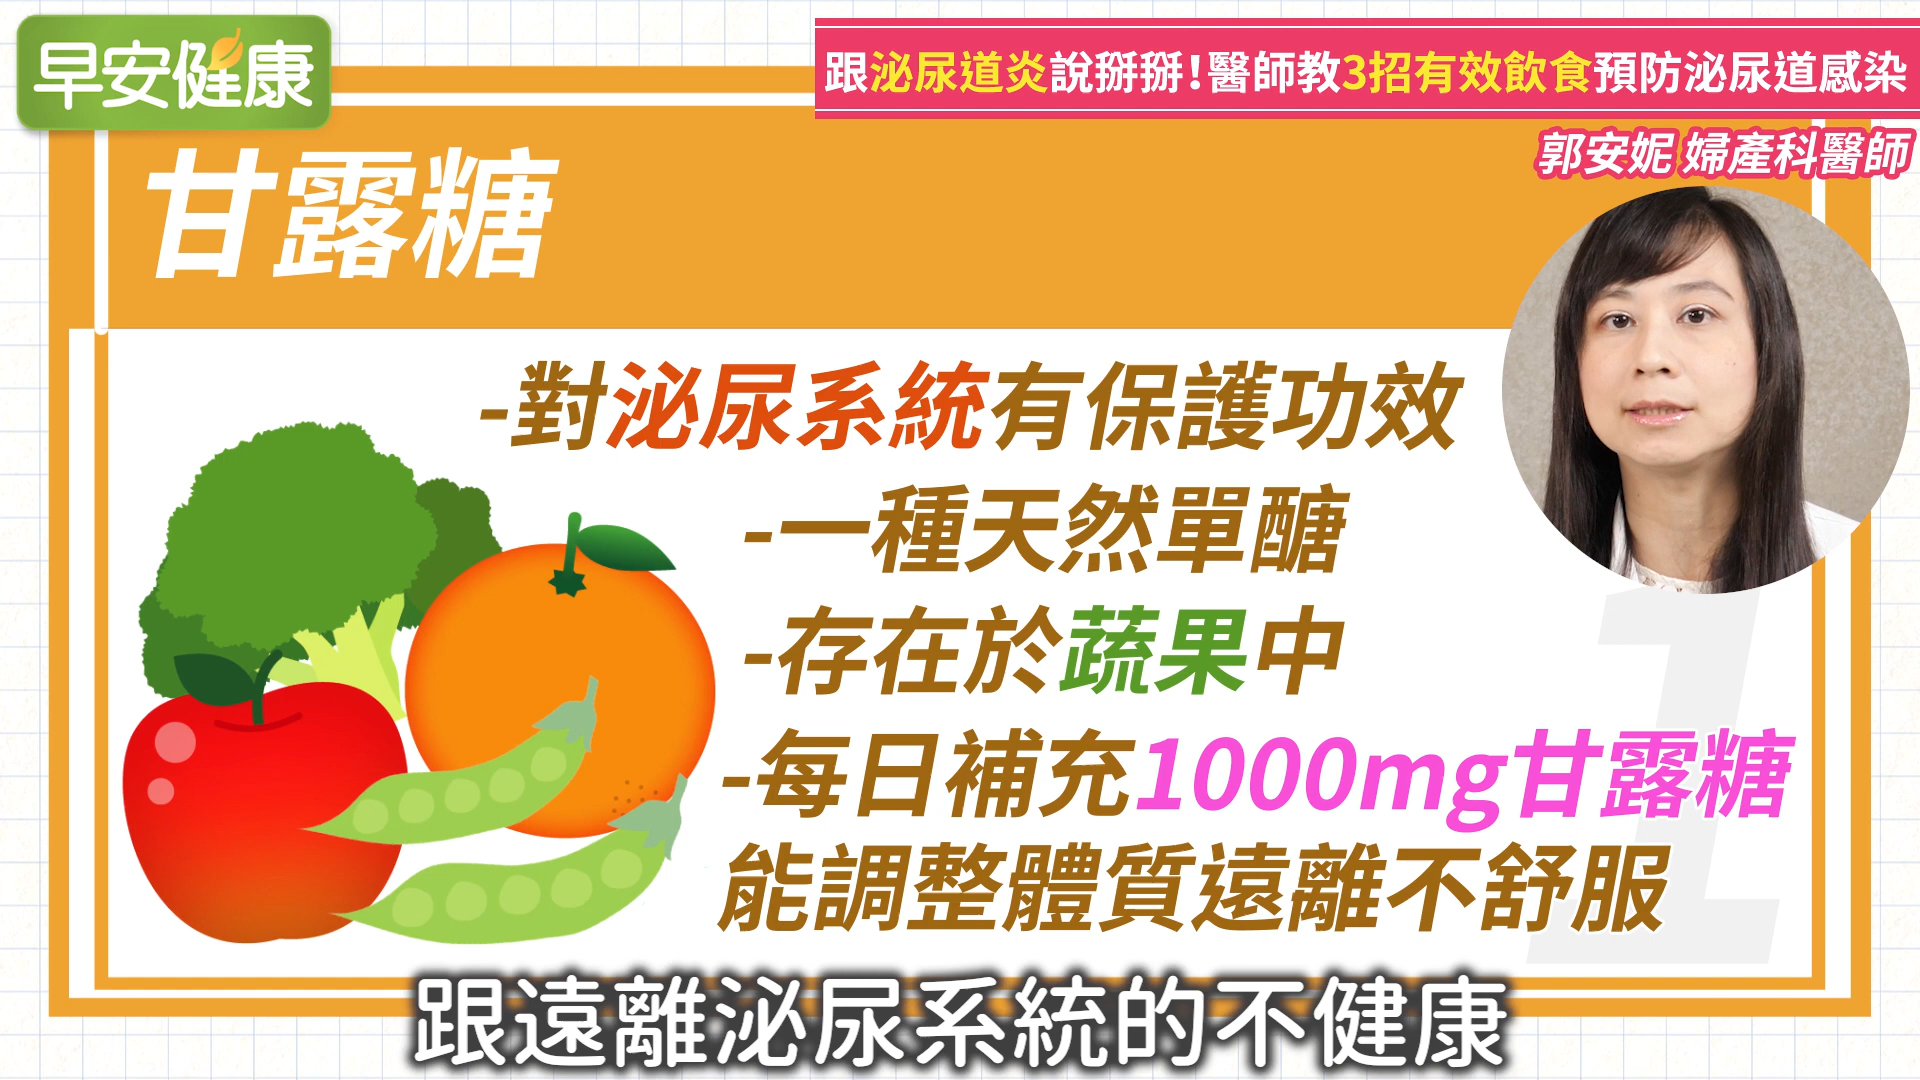 早安健康
跟泌尿道炎說掰掰!醫師教3招有效飲食預防泌尿道感染
郭安妮 婦產科醫師
甘露糖
-對泌尿系統有保護功效
-一種天然單醣
-存在於蔬果中
-每日補充1000mg甘露糖
能調整體質遠離不舒服
1
跟遠離泌尿系統的不健康